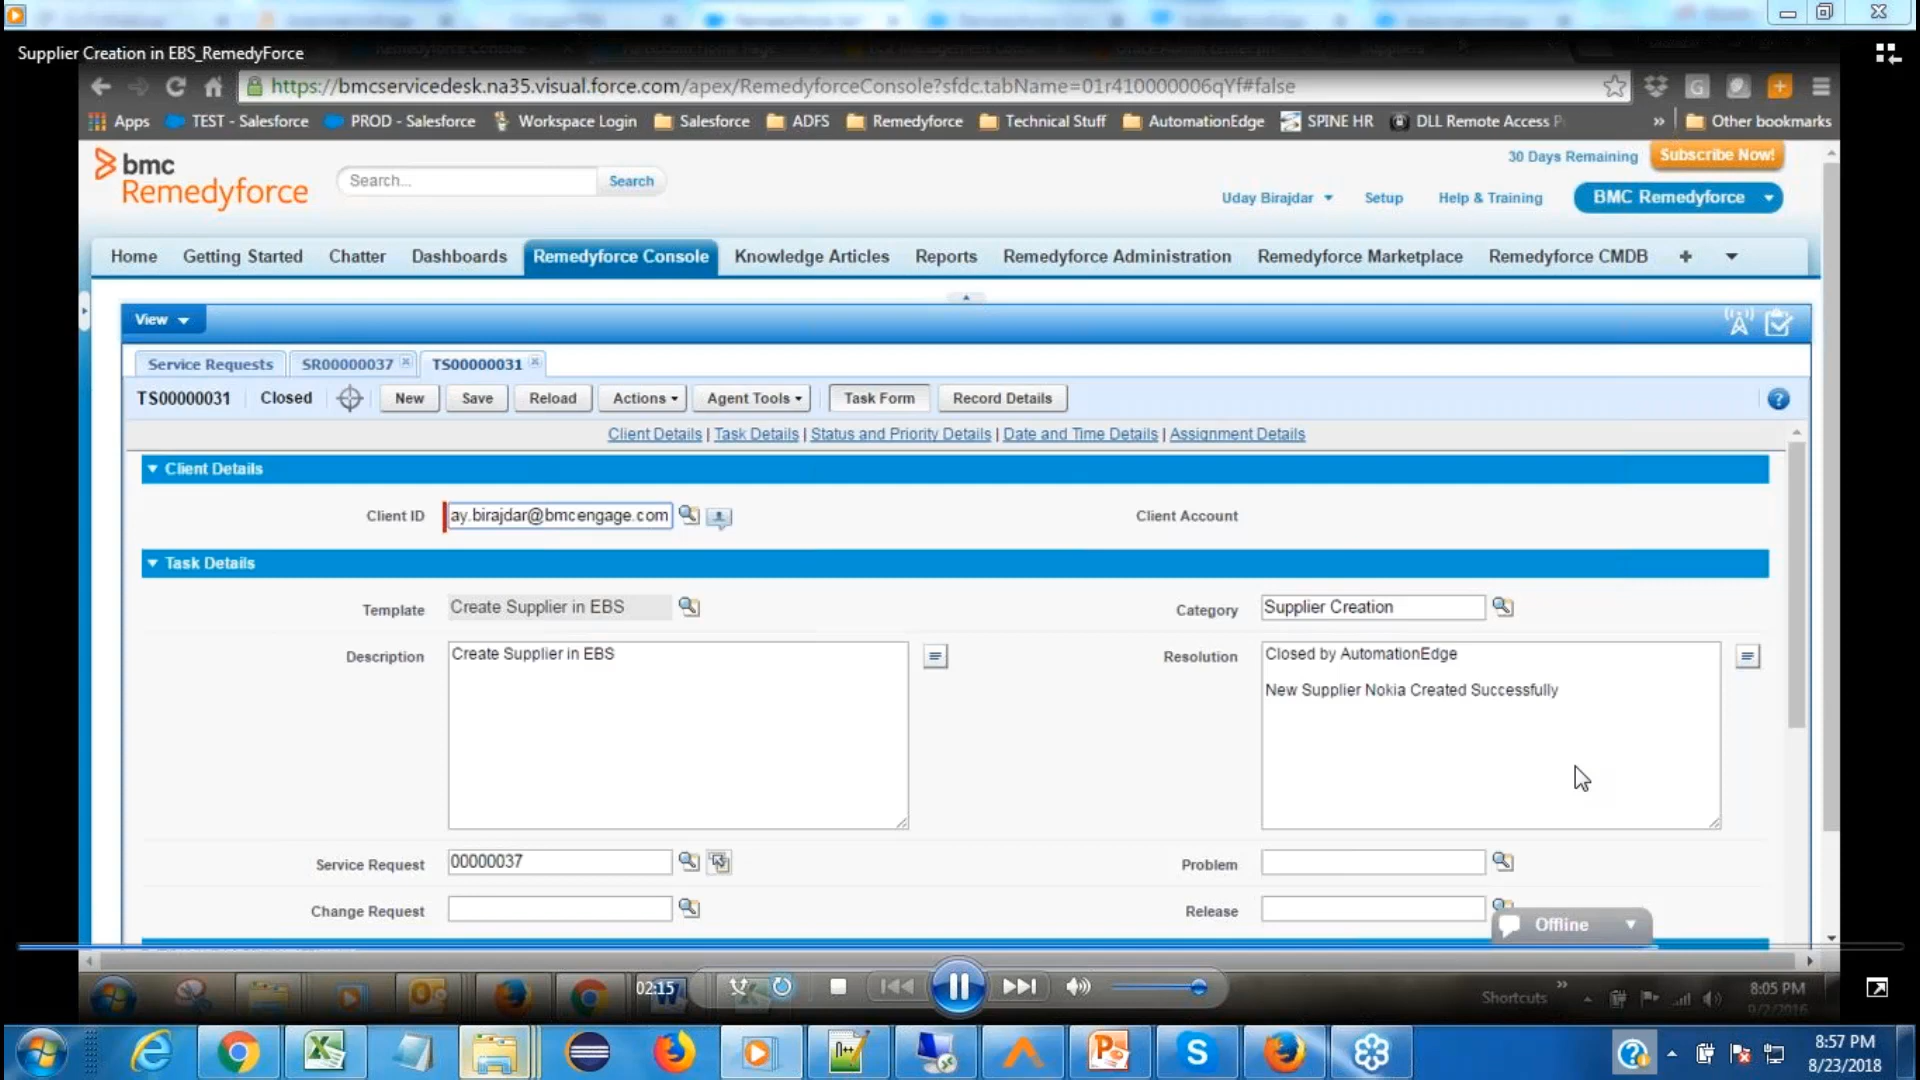 Supplier Creation in EBS_RemedyForce
https://bmcservicedesk.na35.visual.force.com/apex/RemedyforceConsole?sfdc.tabName=01r410000006qYf#false
Apps TEST - Salesforce PROD - Salesforce Workspace Login Salesforce ADFS Remedyforce Technical Stuff AutomationEdge SPINE HR DLL Remote Access P » Other bookmarks
bmc
Remedyforce
Search...
Search
30 Days Remaining
Subscribe Now!
Uday Birajdar Setup Help & Training BMC Remedyforce
Home Getting Started Chatter Dashboards Remedyforce Console Knowledge Articles Reports Remedyforce Administration Remedyforce Marketplace Remedyforce CMDB +
View
Service Requests SR00000037 TS00000031
TS00000031 Closed New Save Reload Actions Agent Tools Task Form Record Details
Client Details | Task Details | Status and Priority Details | Date and Time Details | Assignment Details
Client Details
Client ID ay.birajdar@bmcengage.com Client Account
Task Details
Template Create Supplier in EBS Category Supplier Creation
Description Create Supplier in EBS Resolution Closed by AutomationEdge
New Supplier Nokia Created Successfully
Service Request 00000037 Problem
Change Request Release
Offline
02:15
Shortcuts »
8:05 PM
9/2/2016
8:57 PM
8/23/2018